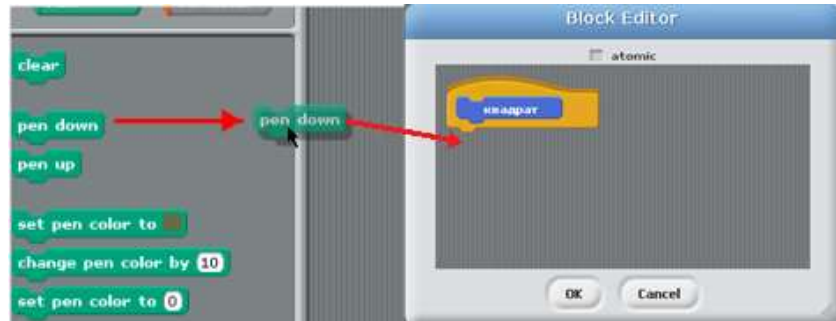 clear
pen down
pen up
set pen color to
change pen color by 10
set pen color to 0
pen down
Block Editor
atomic
квадрат
OK
Cancel